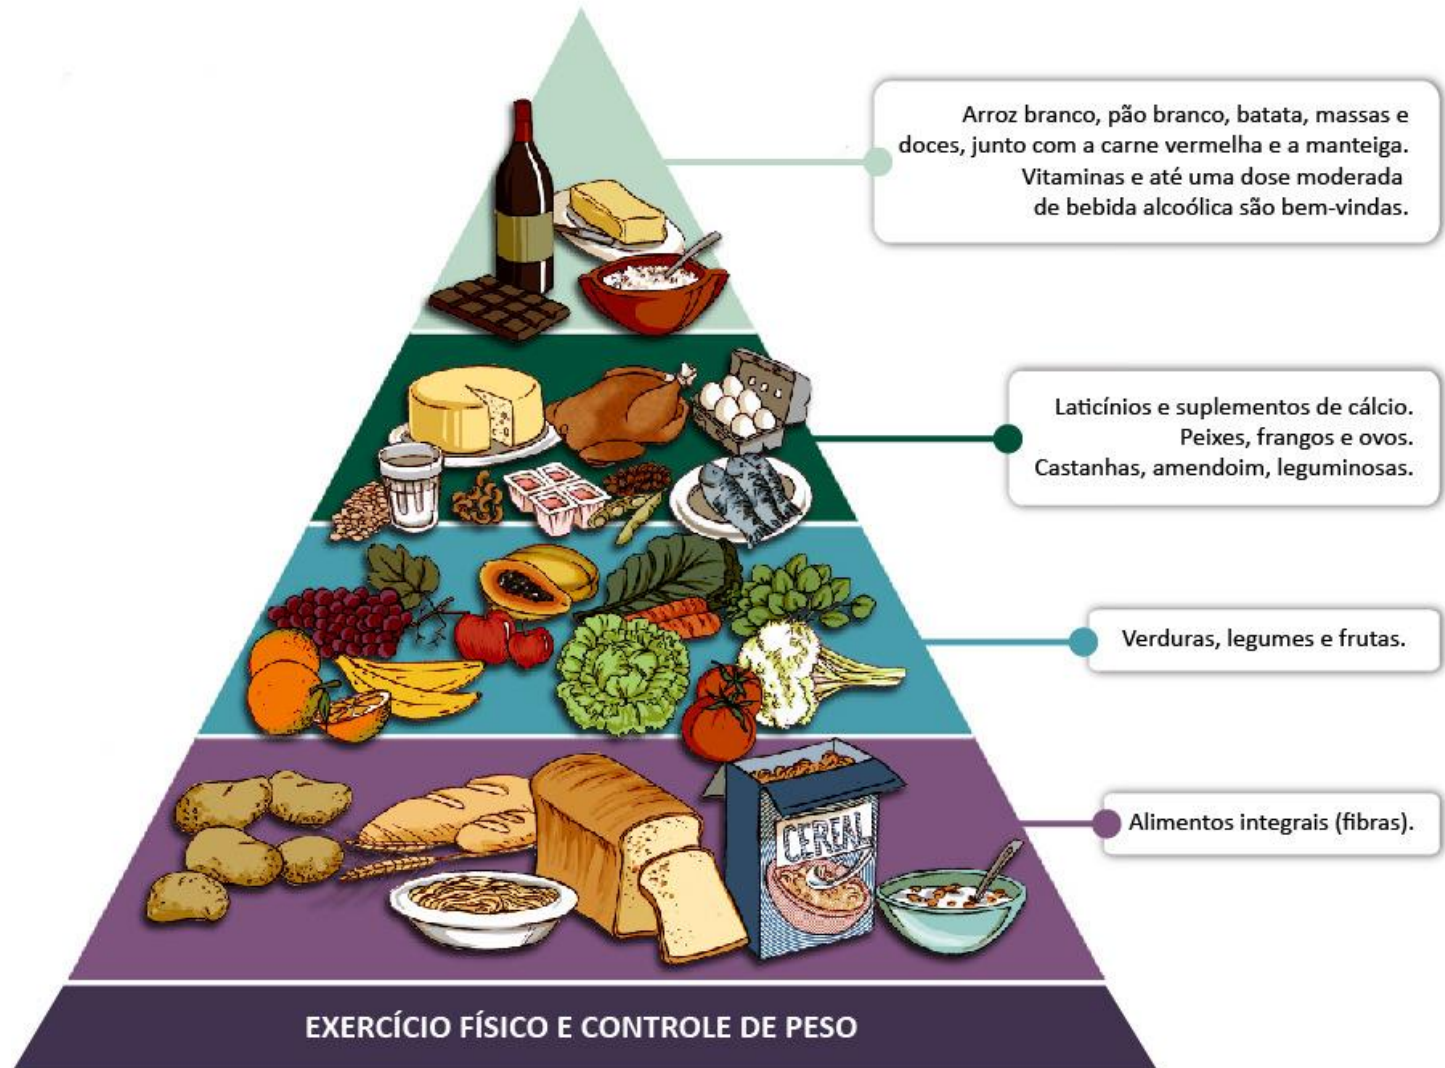 Arroz branco, pão branco, batata, massas e
doces, junto com a carne vermelha e a manteiga.
Vitaminas e até uma dose moderada
de bebida alcoólica são bem-vindas.
Laticínios e suplementos de cálcio.
Peixes, frangos e ovos.
Castanhas, amendoim, leguminosas.
Verduras, legumes e frutas.
CEREAL
Alimentos integrais (fibras).
EXERCÍCIO FÍSICO E CONTROLE DE PESO